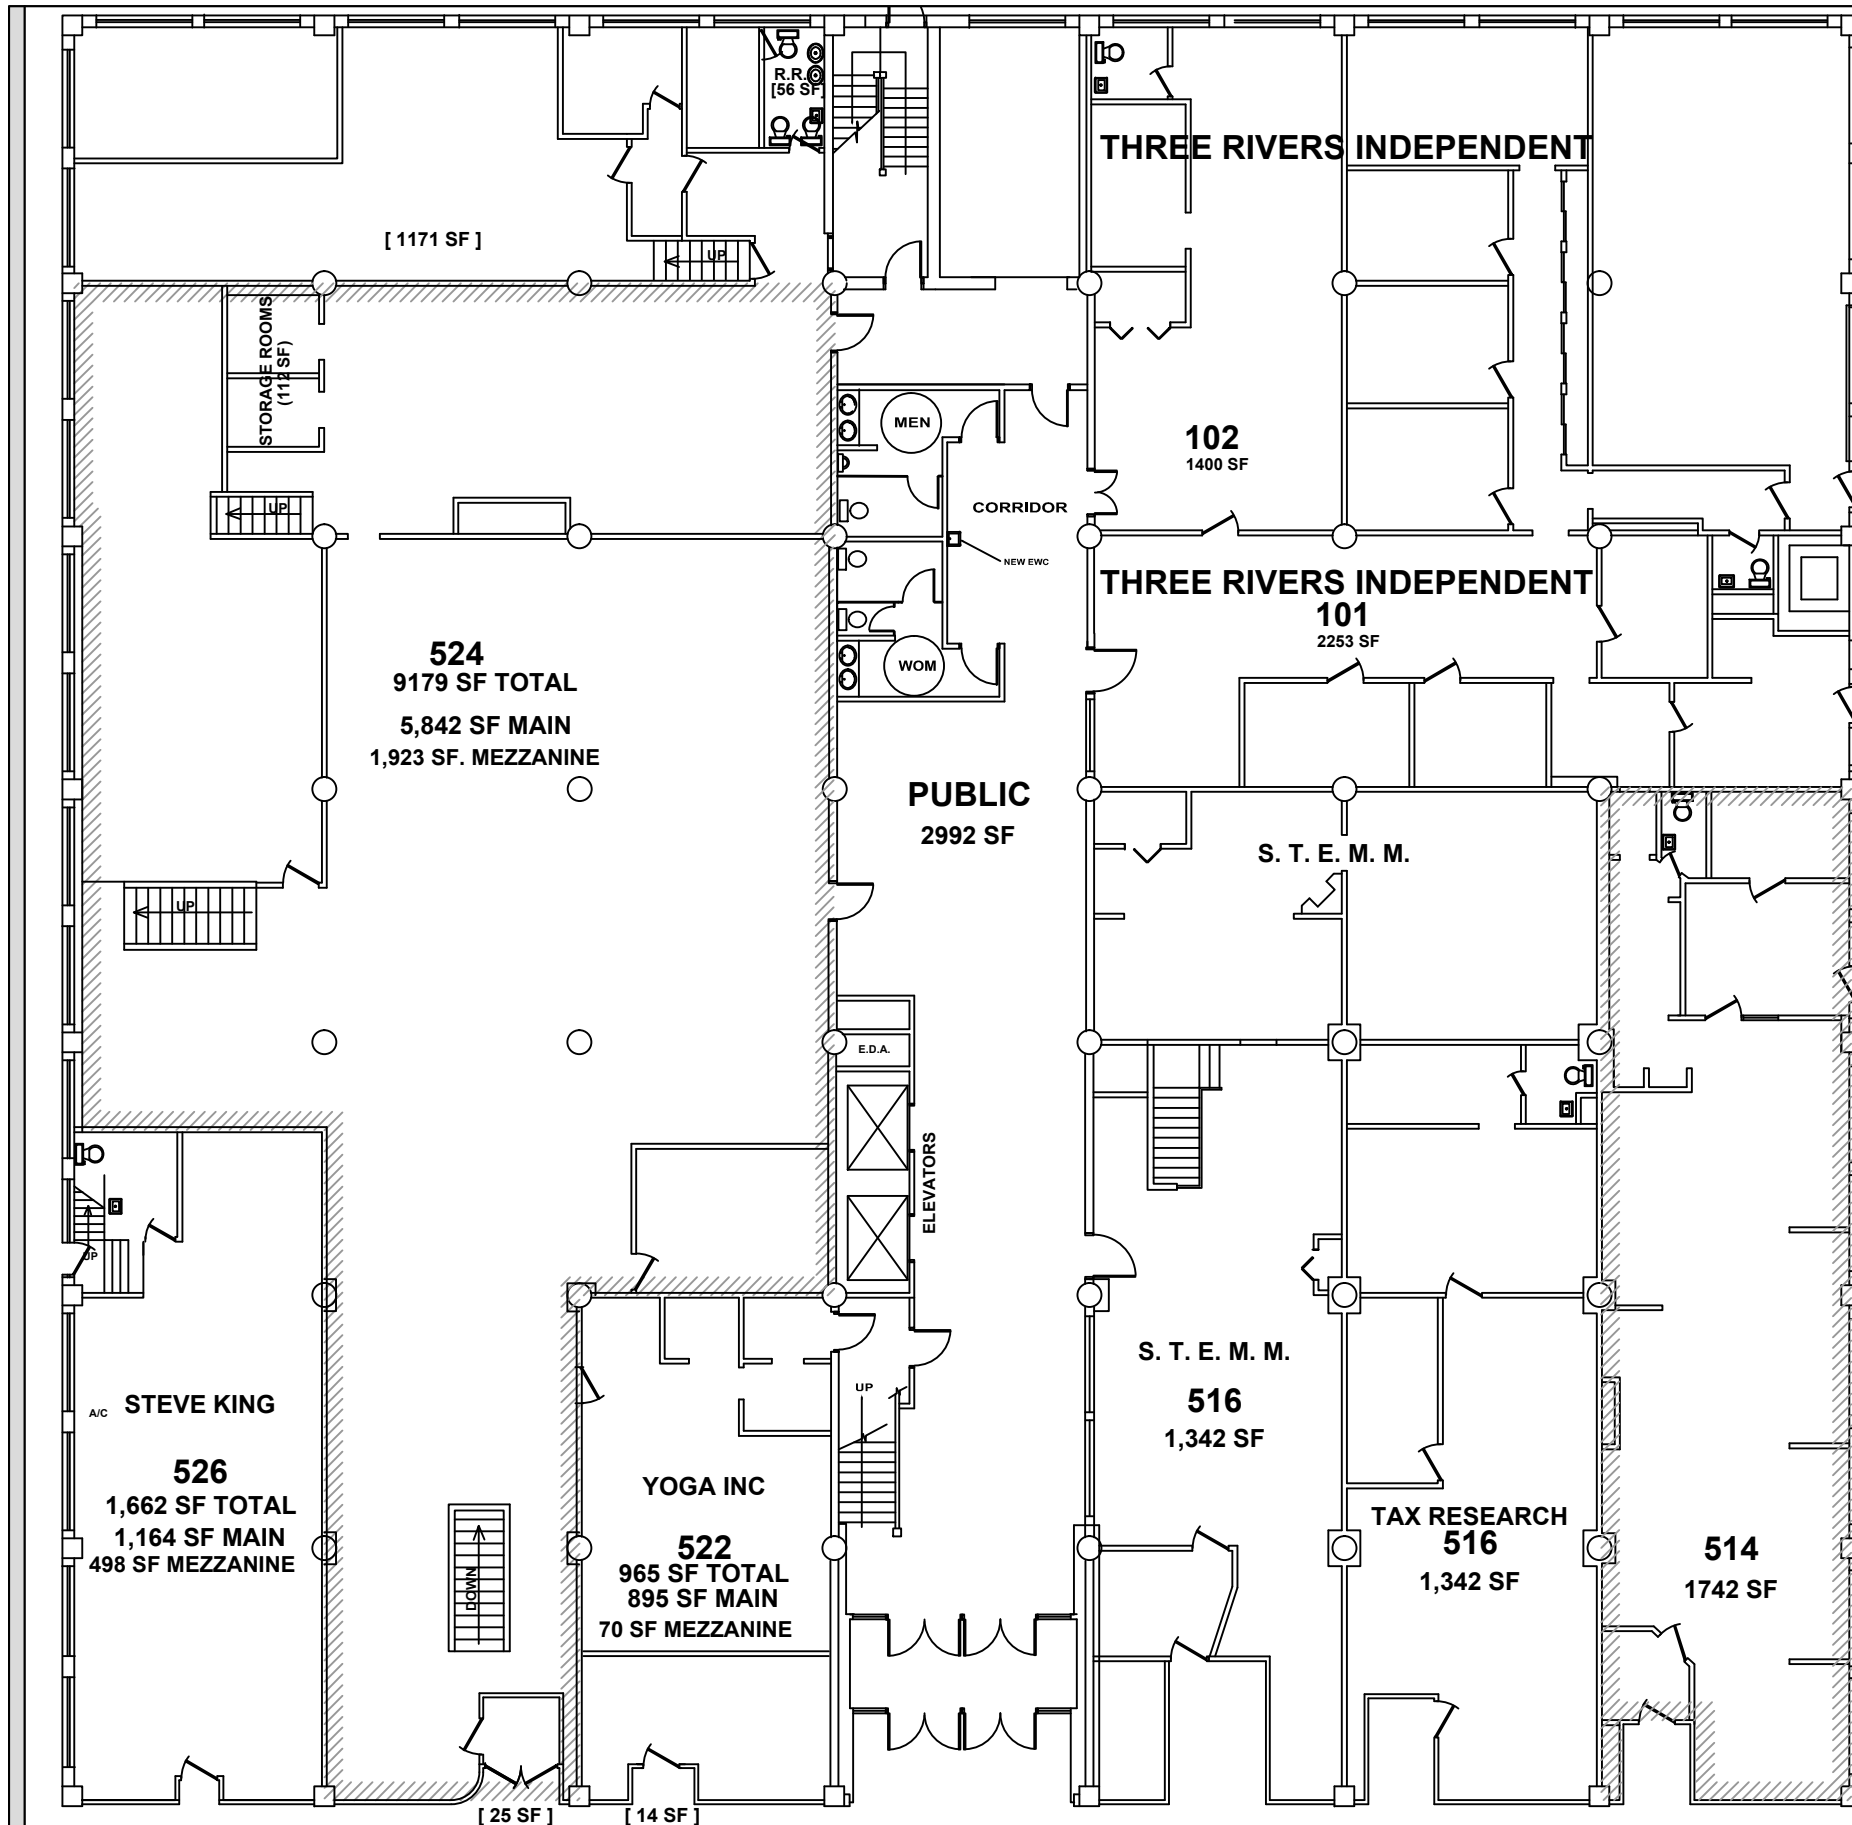 R.R.
[56 SF]
THREE RIVERS INDEPENDENT
[ 1171 SF ]
UP
STORAGE ROOMS
(112 SF)
MEN
102
1400 SF
UP
CORRIDOR
NEW EWC
THREE RIVERS INDEPENDENT
101
2253 SF
524
9179 SF TOTAL
5,842 SF MAIN
1,923 SF. MEZZANINE
WOM
PUBLIC
2992 SF
S. T. E. M. M.
UP
E.D.A.
ELEVATORS
UP
S. T. E. M. M.
516
1,342 SF
UP
A/C
STEVE KING
526
1,662 SF TOTAL
1,164 SF MAIN
498 SF MEZZANINE
YOGA INC
522
965 SF TOTAL
895 SF MAIN
70 SF MEZZANINE
DOWN
TAX RESEARCH
516
1,342 SF
514
1742 SF
[ 25 SF ]
[ 14 SF ]